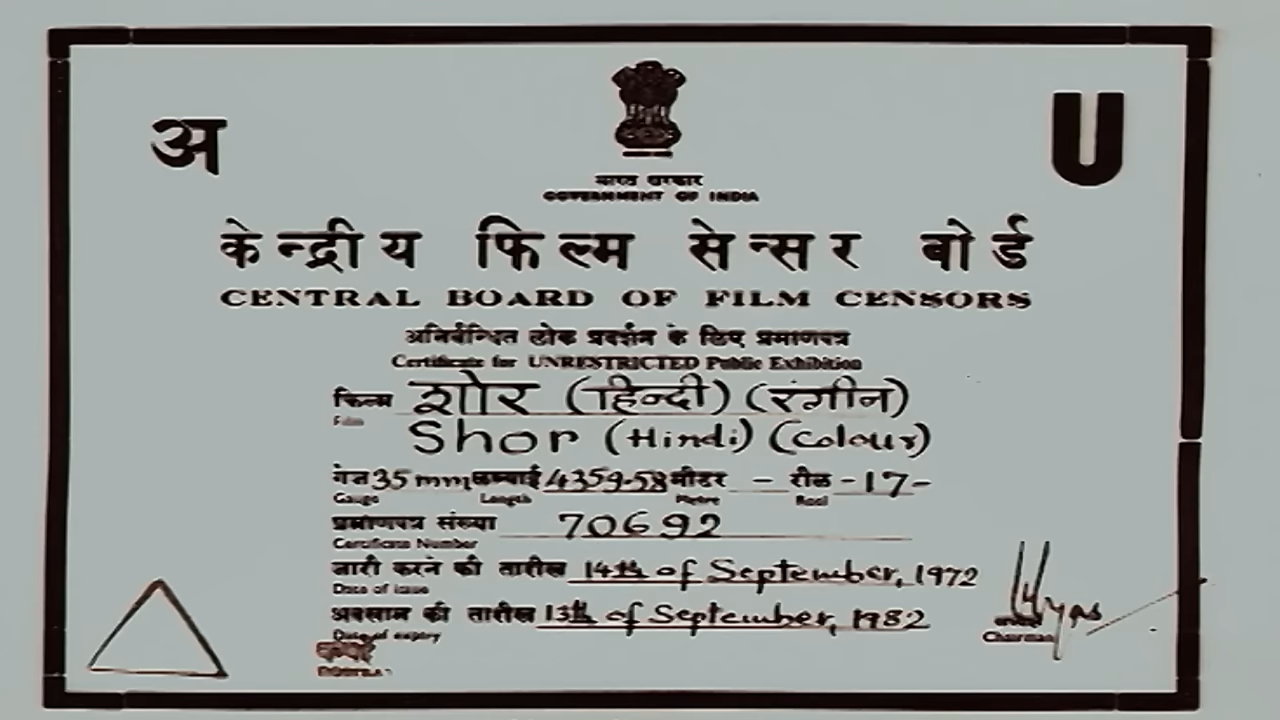 अ
U
भारत सरकार
GOVERNMENT OF INDIA
केन्द्रीय फिल्म सेन्सर बोर्ड
CENTRAL BOARD OF FILM CENSORS
अनिर्बन्धित लोक प्रदर्शन के लिए प्रमाणपत्र
Certificate for UNRESTRICTED Public Exhibition
फिल्म शोर (हिन्दी) (रंगीन)
Film Shor (Hindi) (Colour)
गेज 35 mm लम्बाई 4359.58 मीटर - रील -17-
Gauge Length Metre Reel
प्रमाणपत्र संख्या 70692
Certificate Number
जारी करने की तारीख 14th of September, 1972
Date of issue
अवसान की तारीख 13th of September, 1982
Date of expiry
Chairman